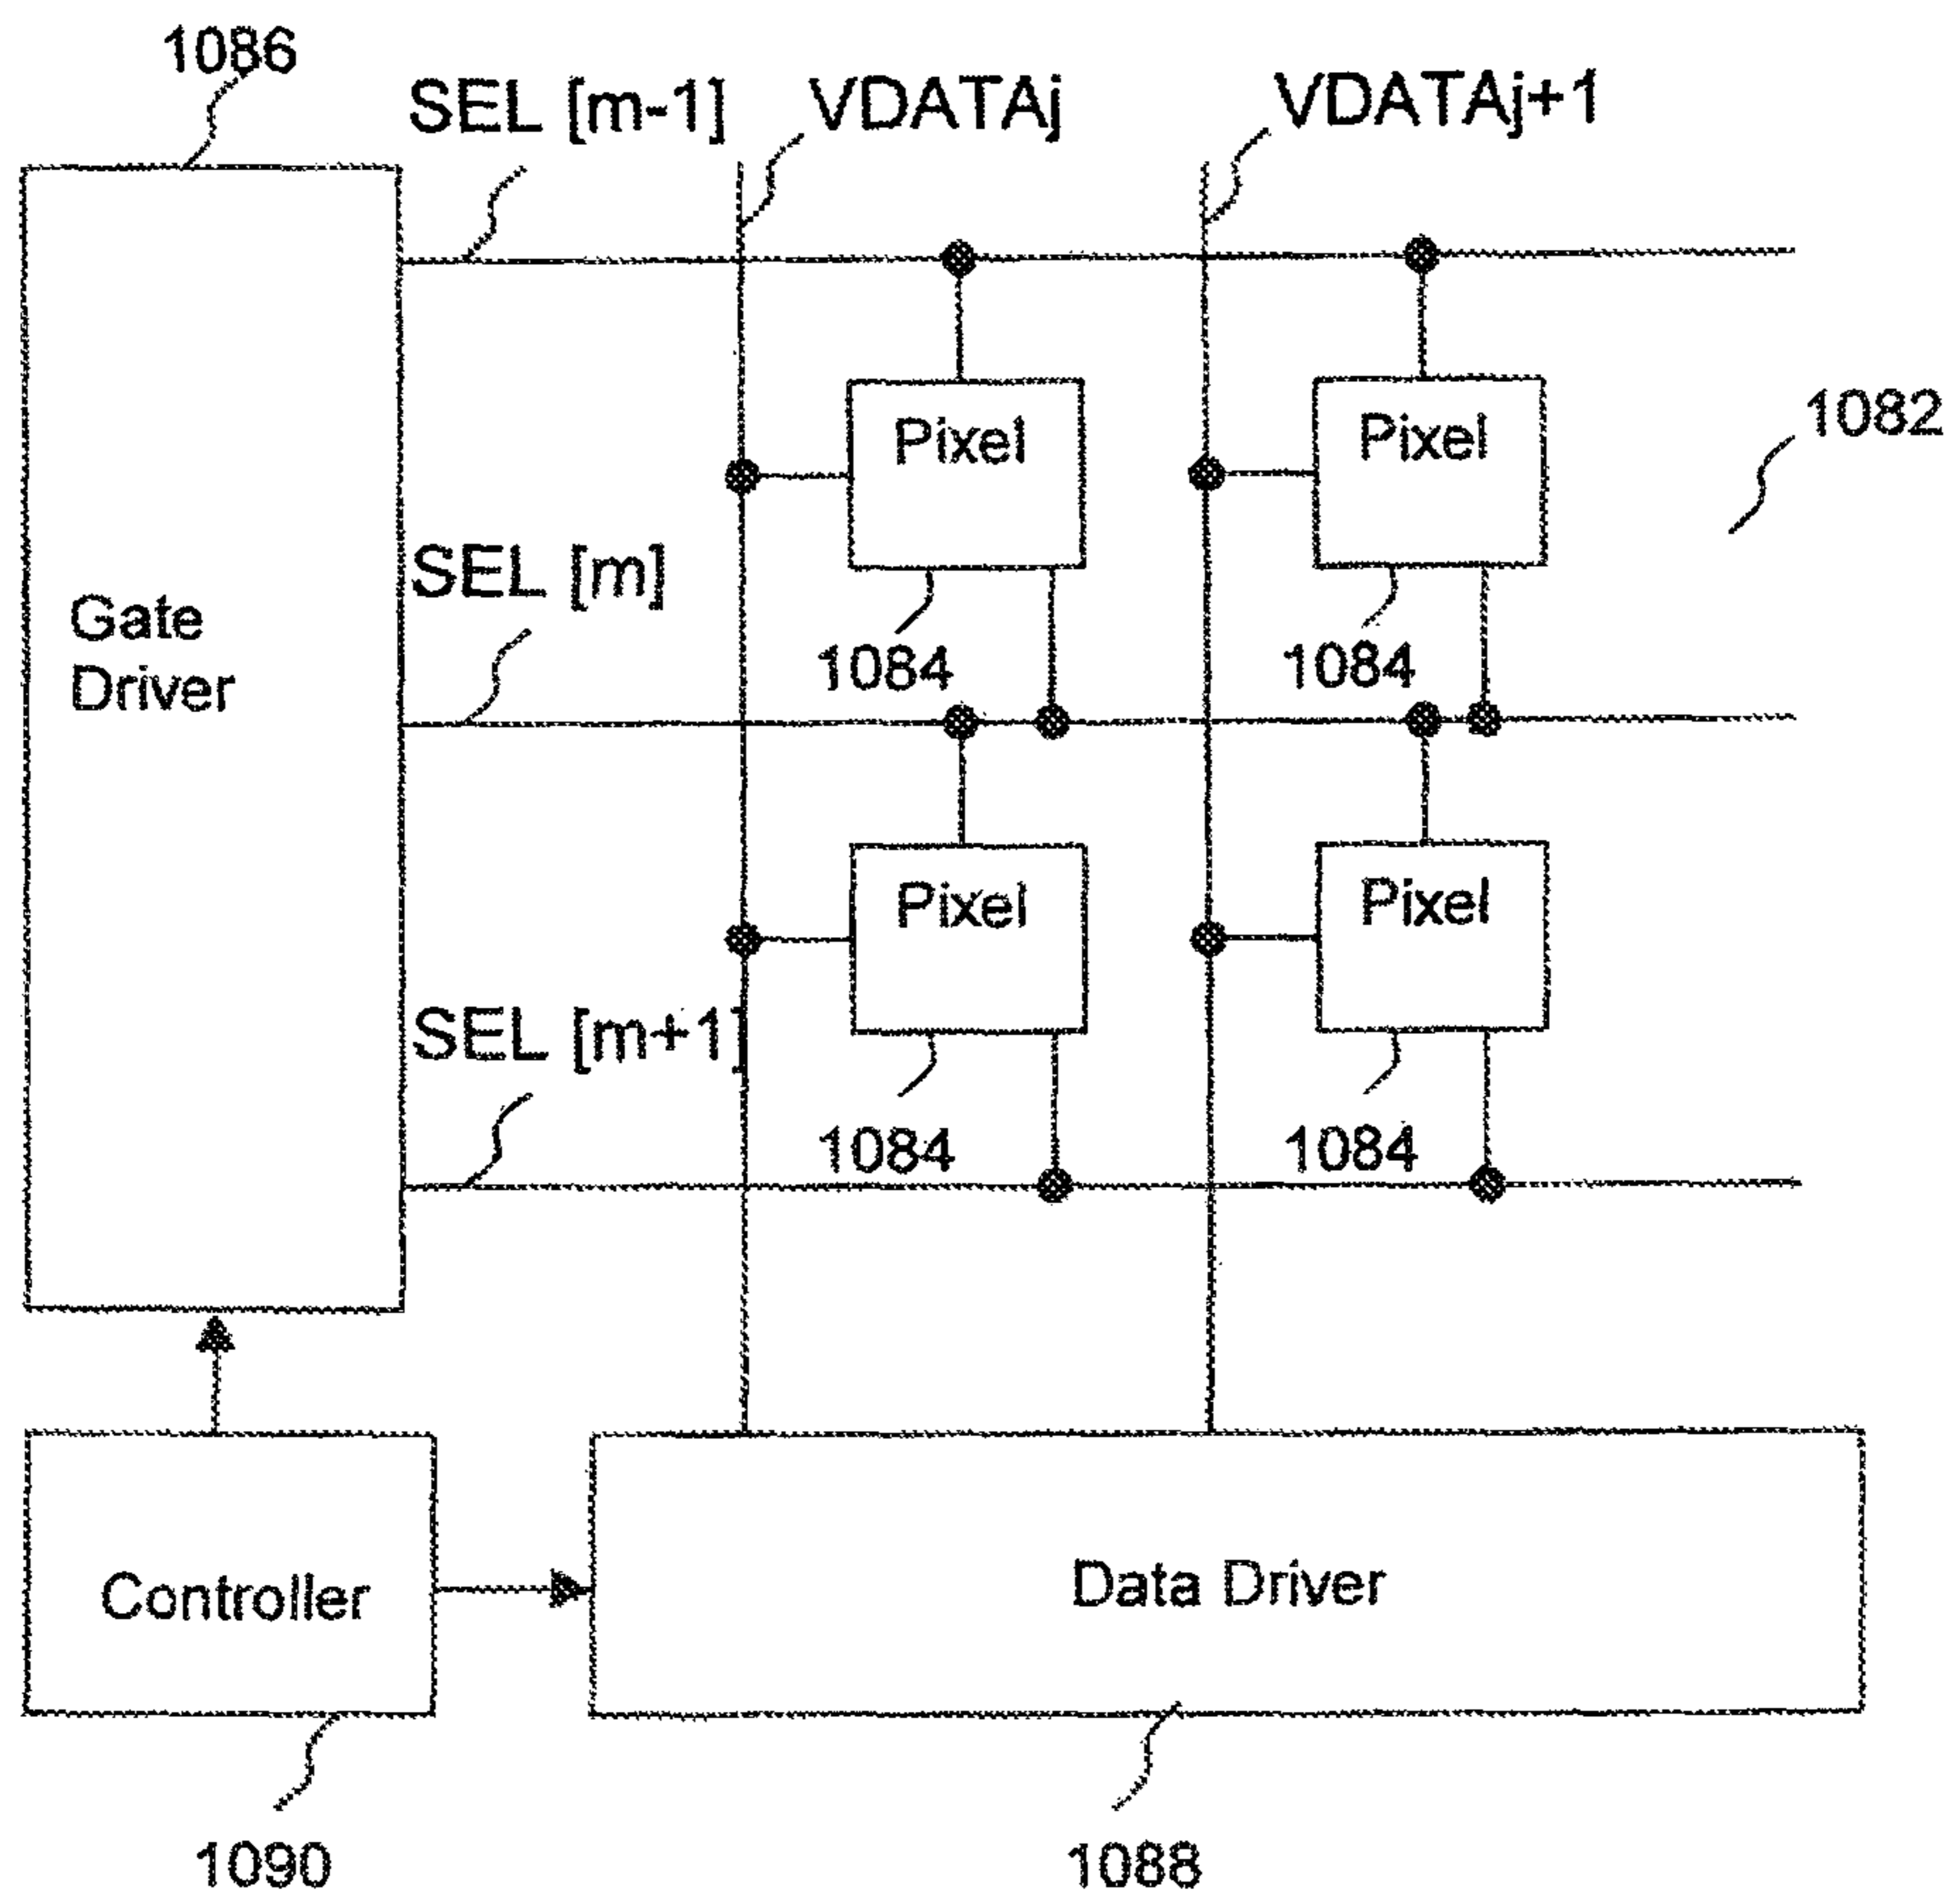 1086
SEL [m-1]
VDATAj
VDATAj+1
Pixel
Pixel
1082
SEL [m]
Gate
Driver
1084
1084
Pixel
Pixel
SEL [m+1]
1084
1084
Controller
Data Driver
1090
1088